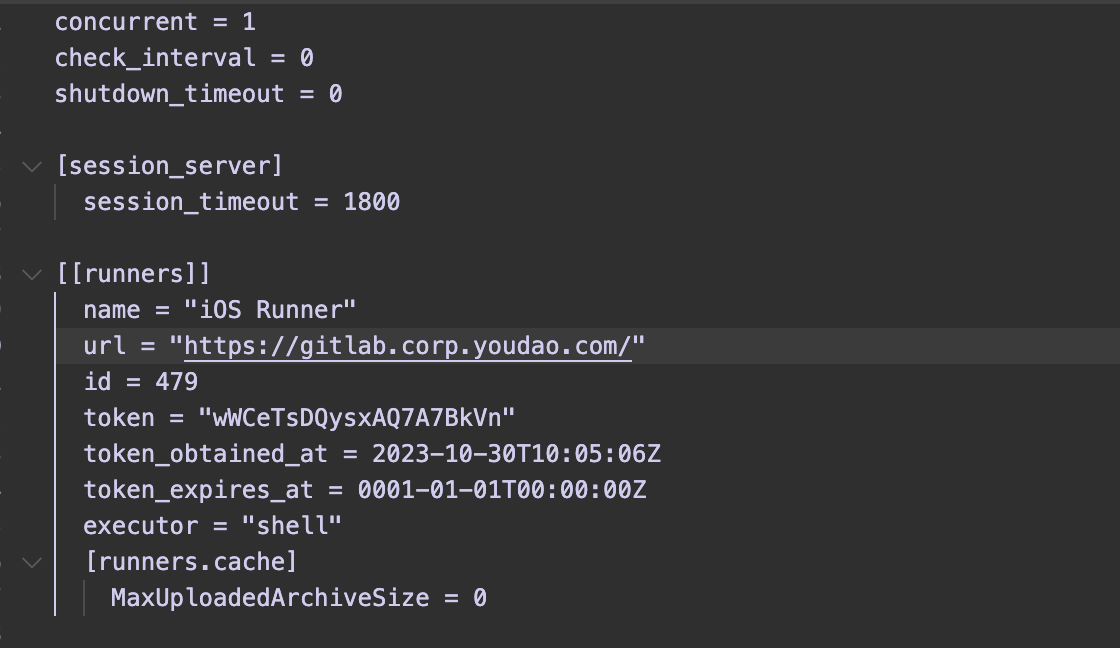 concurrent = 1
check_interval = 0
shutdown_timeout = 0
[session_server]
session_timeout = 1800
[[runners]]
name = "iOS Runner"
url = "https://gitlab.corp.youdao.com/"
id = 479
token = "wWCeTsDQysxAQ7A7BkVn"
token_obtained_at = 2023-10-30T10:05:06Z
token_expires_at = 0001-01-01T00:00:00Z
executor = "shell"
[runners.cache]
MaxUploadedArchiveSize = 0